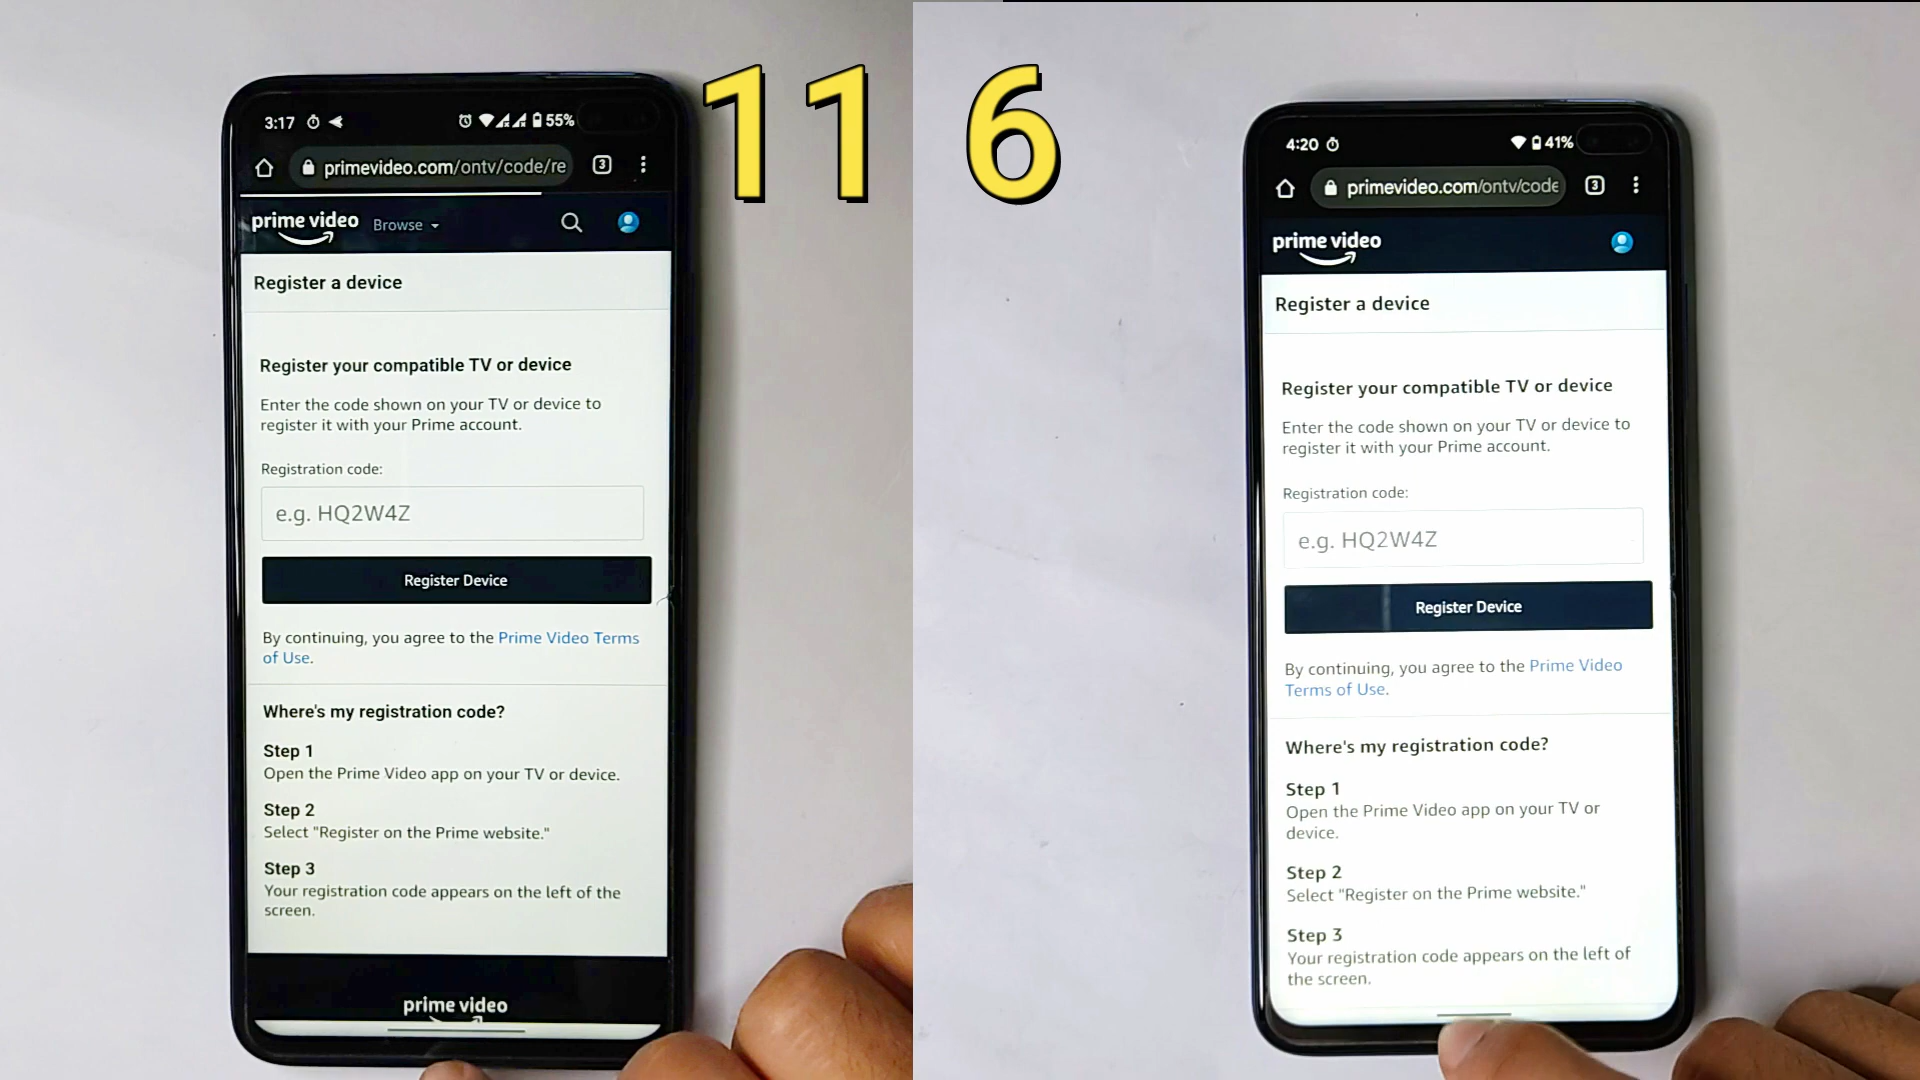 11
6
3:17
55%
primevideo.com/ontv/code/re
3
prime video
Browse
Register a device
Register your compatible TV or device
Enter the code shown on your TV or device to
register it with your Prime account.
Registration code:
e.g. HQ2W4Z
Register Device
By continuing, you agree to the Prime Video Terms
of Use.
Where's my registration code?
Step 1
Open the Prime Video app on your TV or device.
Step 2
Select "Register on the Prime website."
Step 3
Your registration code appears on the left of the
screen.
prime video
4:20
41%
primevideo.com/ontv/code
3
prime video
Register a device
Register your compatible TV or device
Enter the code shown on your TV or device to
register it with your Prime account.
Registration code:
e.g. HQ2W4Z
Register Device
By continuing, you agree to the Prime Video
Terms of Use.
Where's my registration code?
Step 1
Open the Prime Video app on your TV or
device.
Step 2
Select "Register on the Prime website."
Step 3
Your registration code appears on the left of
the screen.